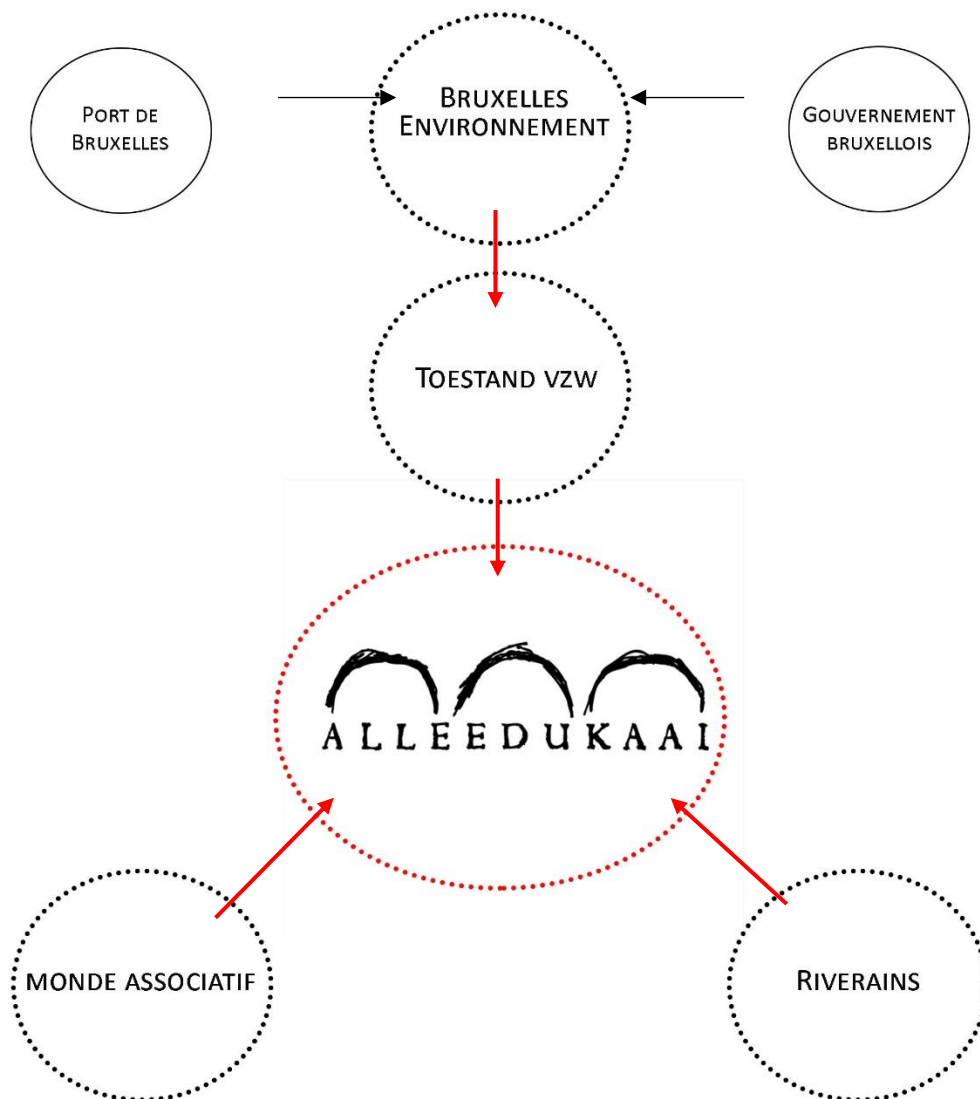 PORT DE
BRUXELLES
BRUXELLES
ENVIRONNEMENT
GOUVERNEMENT
BRUXELLOIS
TOESTAND VZW
ALLEEDUKAAI
MONDE ASSOCIATIF
RIVERAINS